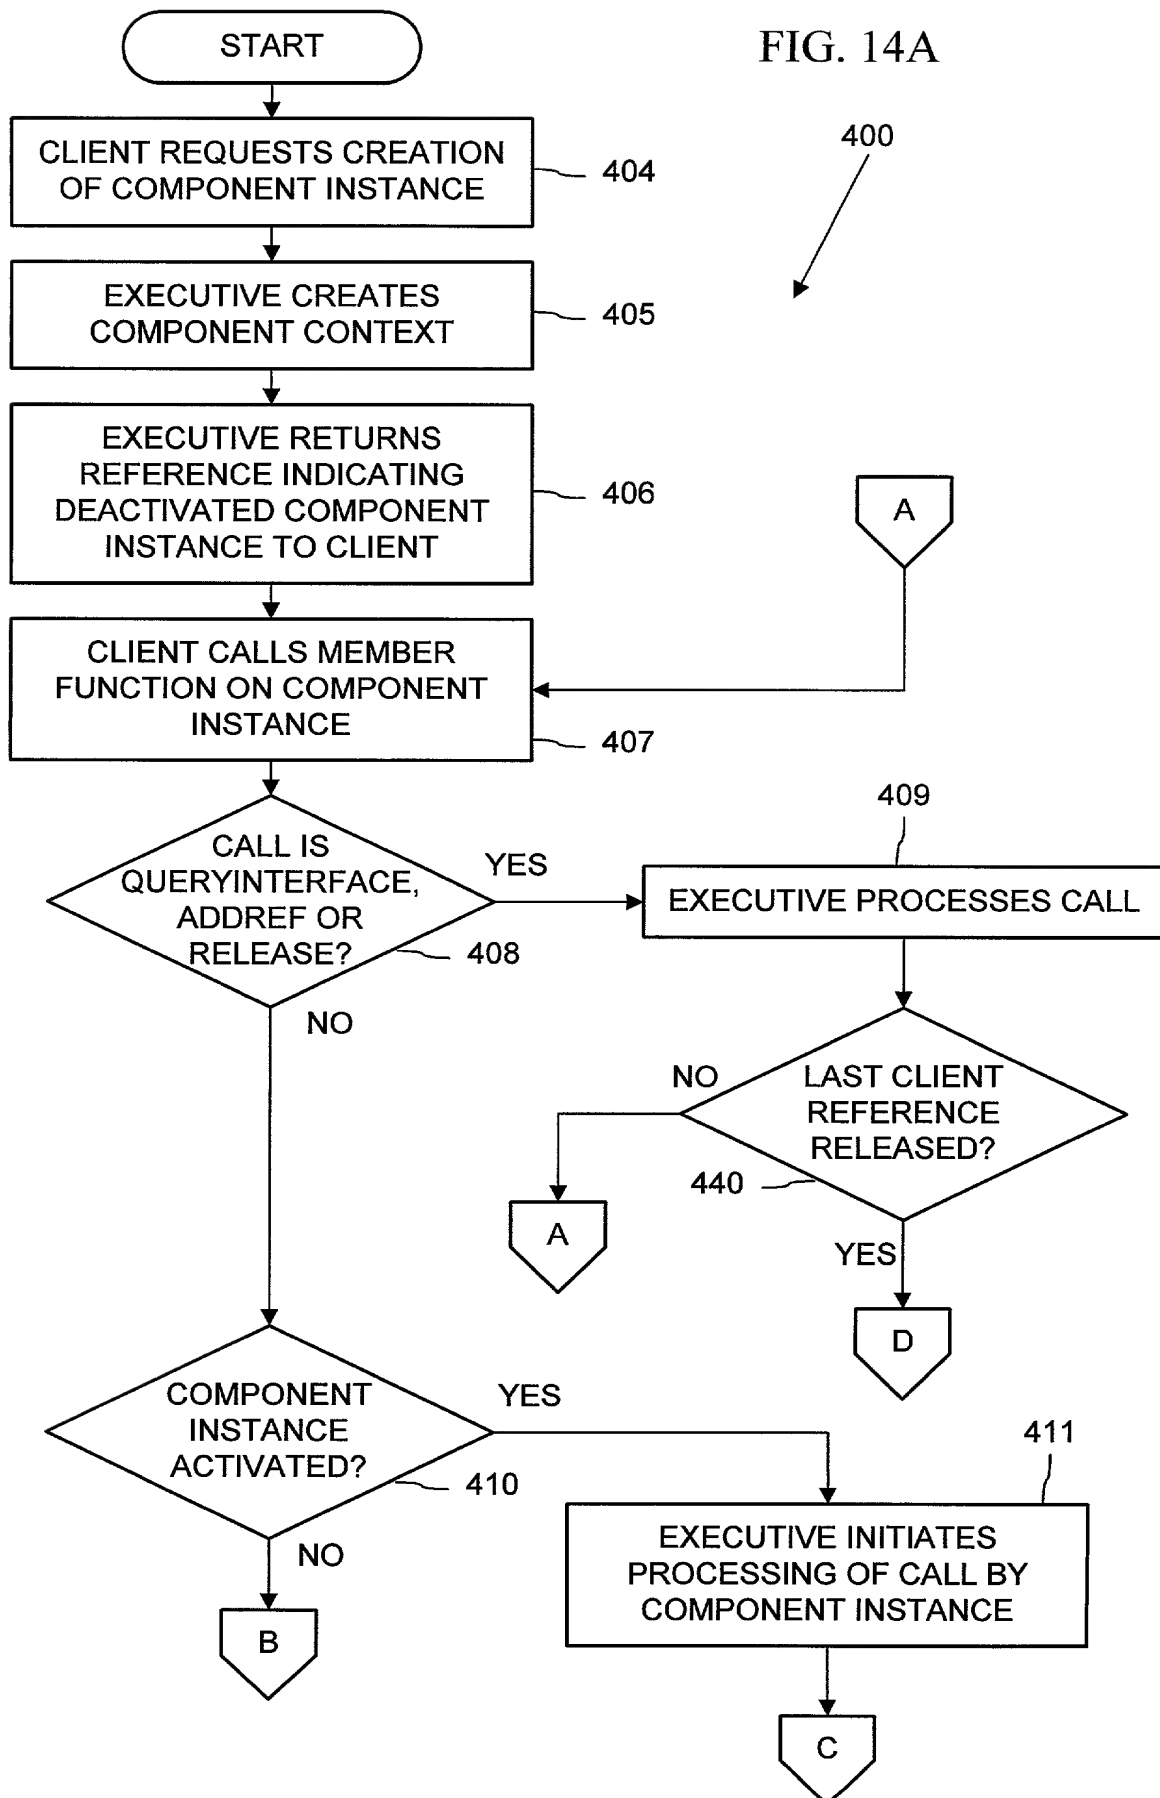 START
FIG. 14A
400
CLIENT REQUESTS CREATION
OF COMPONENT INSTANCE
404
EXECUTIVE CREATES
COMPONENT CONTEXT
405
EXECUTIVE RETURNS
REFERENCE INDICATING
DEACTIVATED COMPONENT
INSTANCE TO CLIENT
406
A
CLIENT CALLS MEMBER
FUNCTION ON COMPONENT
INSTANCE
407
CALL IS
QUERYINTERFACE,
ADDREF OR
RELEASE?
408
YES
409
EXECUTIVE PROCESSES CALL
NO
NO
LAST CLIENT
REFERENCE
RELEASED?
440
A
YES
D
COMPONENT
INSTANCE
ACTIVATED?
410
YES
411
EXECUTIVE INITIATES
PROCESSING OF CALL BY
COMPONENT INSTANCE
NO
B
C